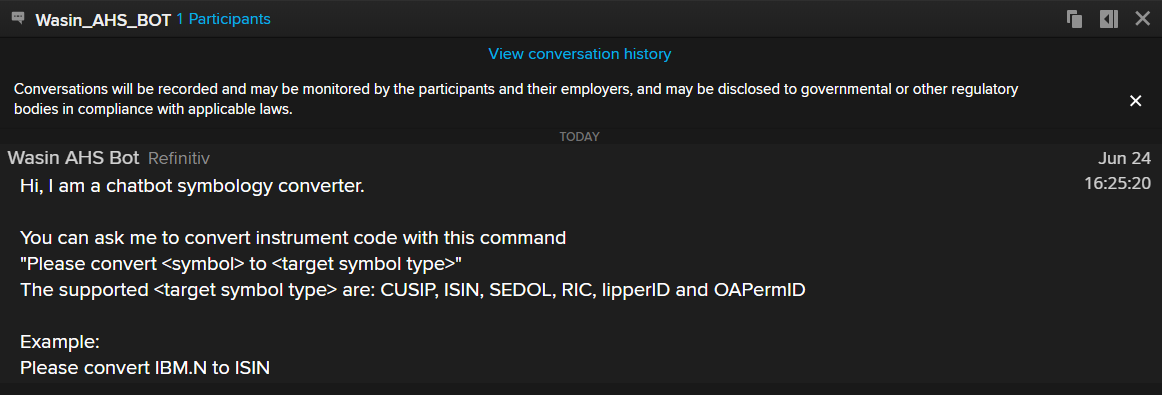 Wasin_AHS_BOT 1 Participants
View conversation history
Conversations will be recorded and may be monitored by the participants and their employers, and may be disclosed to governmental or other regulatory
bodies in compliance with applicable laws.
TODAY
Wasin AHS Bot Refinitiv Jun 24
Hi, I am a chatbot symbology converter. 16:25:20
You can ask me to convert instrument code with this command
"Please convert <symbol> to <target symbol type>"
The supported <target symbol type> are: CUSIP, ISIN, SEDOL, RIC, lipperID and OAPermID
Example:
Please convert IBM.N to ISIN